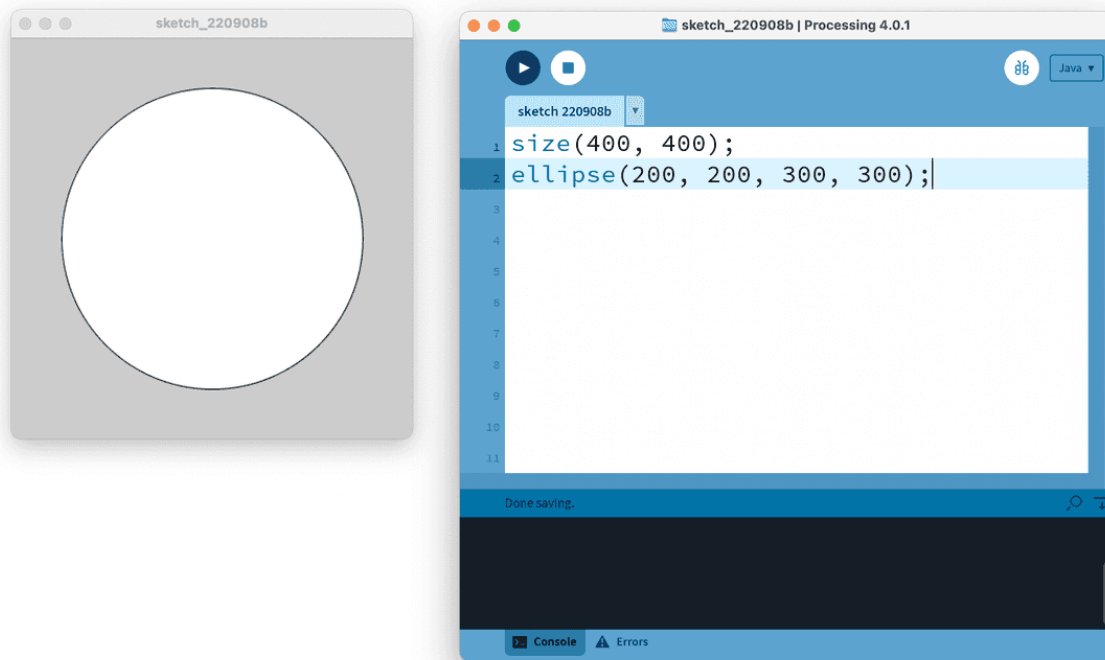 sketch_220908b
sketch_220908b | Processing 4.0.1
Java
sketch 220908b
1 size(400, 400);
2 ellipse(200, 200, 300, 300);
3
4
5
6
7
8
9
10
11
Done saving.
Console Errors